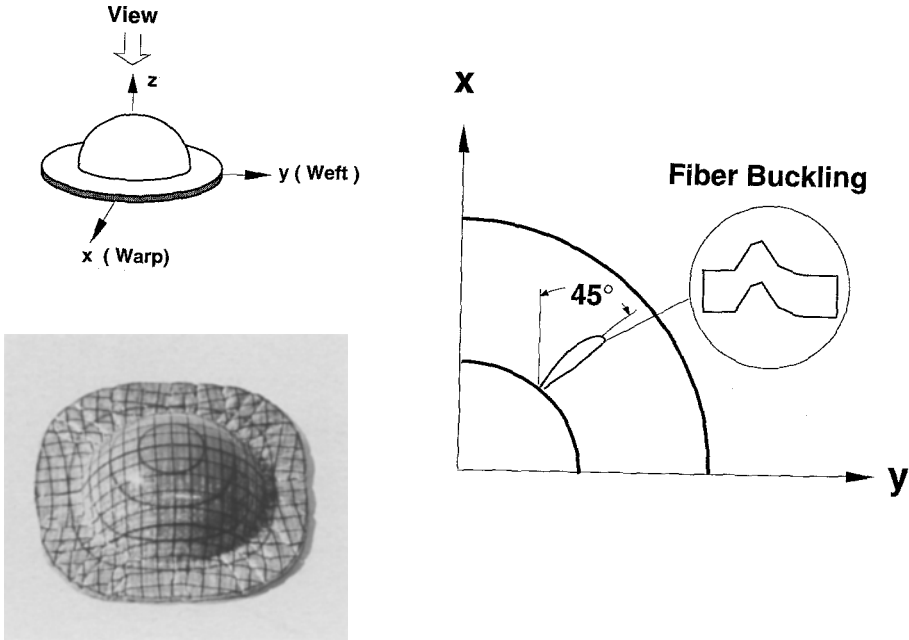 View
z
y ( Weft )
x ( Warp)
x
Fiber Buckling
45°
y